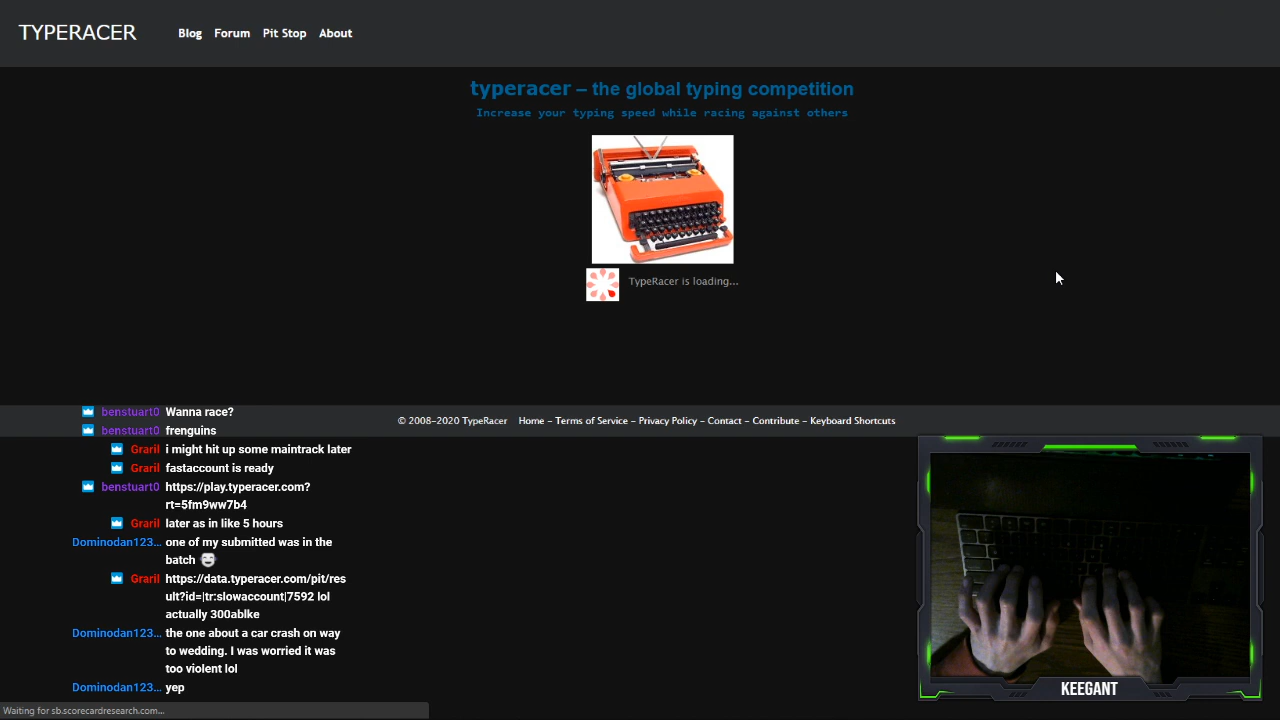 TYPERACER
Blog Forum Pit Stop About
typeracer – the global typing competition
Increase your typing speed while racing against others
TypeRacer is loading...
© 2008–2020 TypeRacer Home – Terms of Service – Privacy Policy – Contact – Contribute – Keyboard Shortcuts
benstuart0 Wanna race?
benstuart0 frenguins
Graril i might hit up some maintrack later
Graril fastaccount is ready
benstuart0 https://play.typeracer.com?
rt=5fm9ww7b4
Graril later as in like 5 hours
Dominodan123... one of my submitted was in the
batch
Graril https://data.typeracer.com/pit/res
ult?id=|tr:slowaccount|7592 lol
actually 300ablke
Dominodan123... the one about a car crash on way
to wedding. I was worried it was
too violent lol
Dominodan123... yep
Waiting for sb.scorecardresearch.com...
KEEGANT